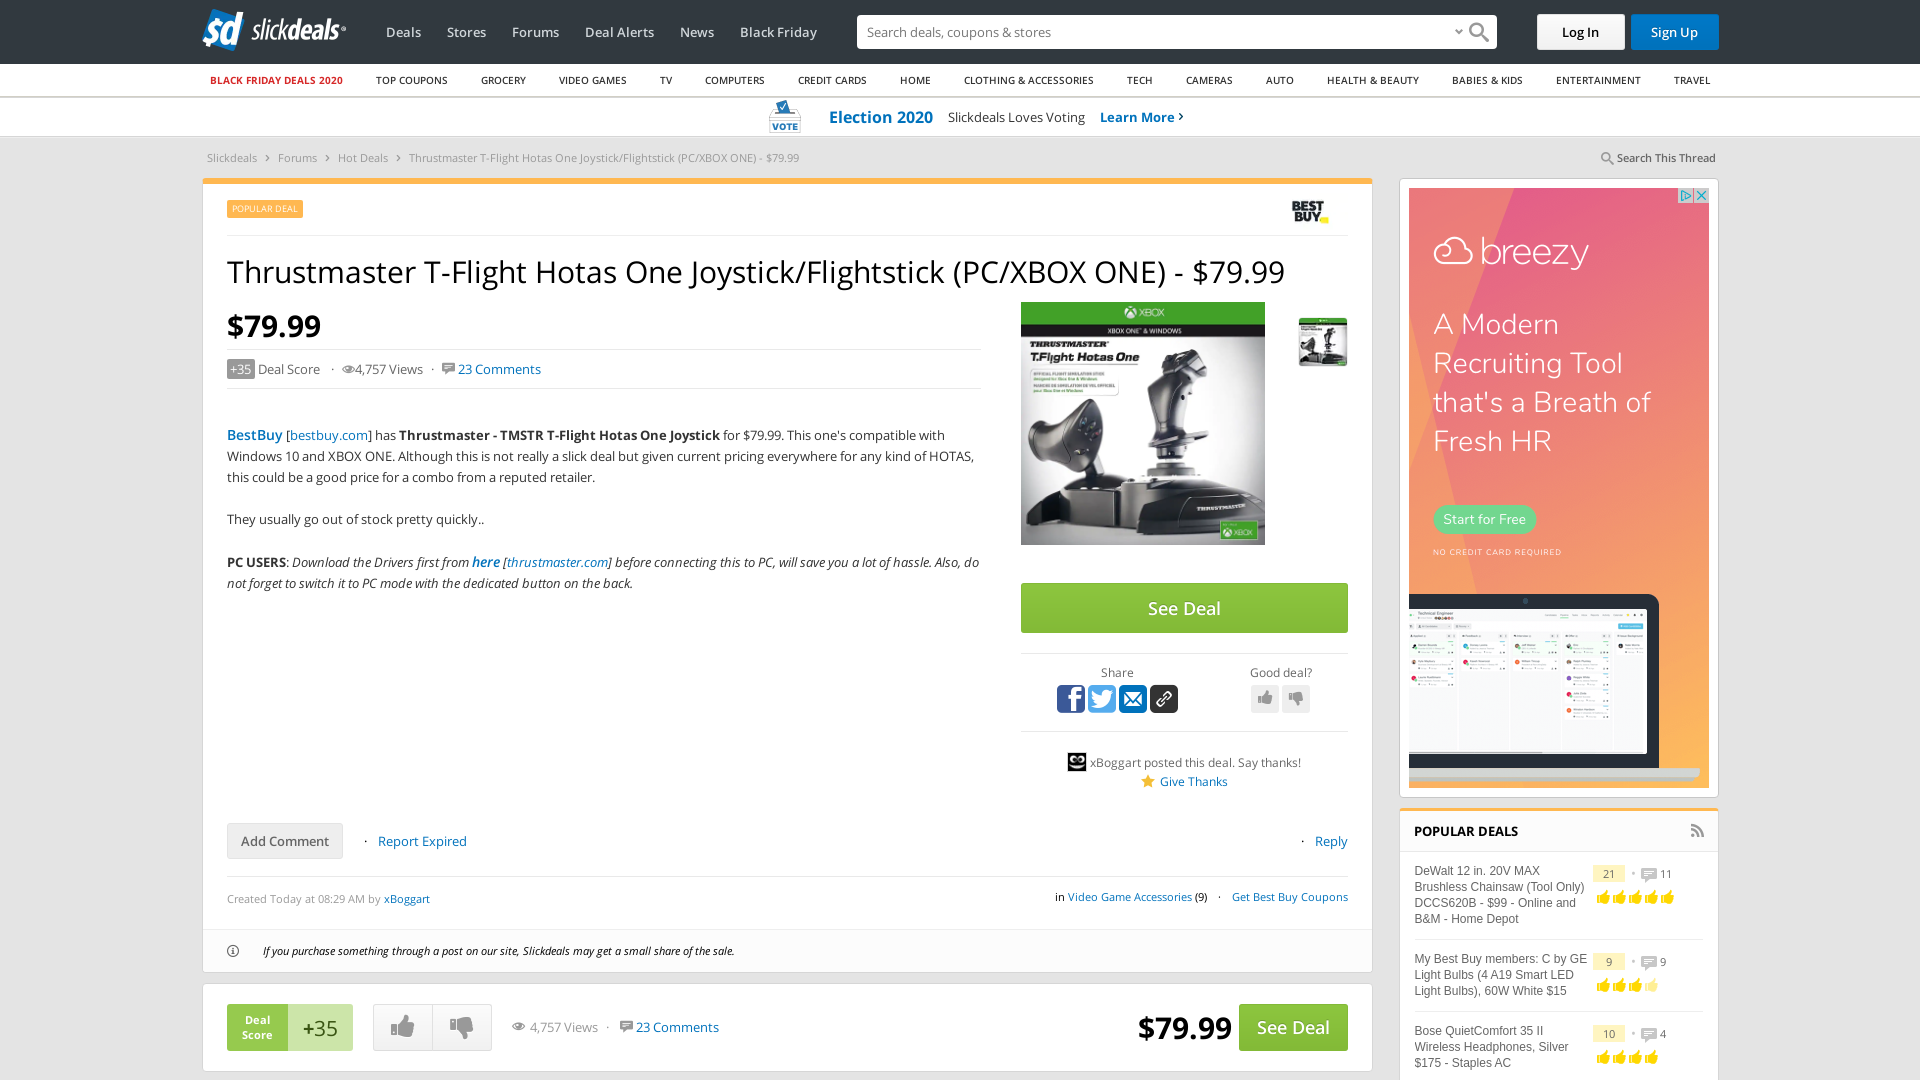 sd slickdeals
Deals
Stores
Forums
Deal Alerts
News
Black Friday
Search deals, coupons & stores
Log In
Sign Up
BLACK FRIDAY DEALS 2020
TOP COUPONS
GROCERY
VIDEO GAMES
TV
COMPUTERS
CREDIT CARDS
HOME
CLOTHING & ACCESSORIES
TECH
CAMERAS
AUTO
HEALTH & BEAUTY
BABIES & KIDS
ENTERTAINMENT
TRAVEL
VOTE
Election 2020 Slickdeals Loves Voting Learn More ›
Slickdeals › Forums › Hot Deals › Thrustmaster T-Flight Hotas One Joystick/Flightstick (PC/XBOX ONE) - $79.99
Search This Thread
POPULAR DEAL
BEST BUY
Thrustmaster T-Flight Hotas One Joystick/Flightstick (PC/XBOX ONE) - $79.99
$79.99
+35 Deal Score · 4,757 Views · 23 Comments
BestBuy [bestbuy.com] has Thrustmaster - TMSTR T-Flight Hotas One Joystick for $79.99. This one's compatible with
Windows 10 and XBOX ONE. Although this is not really a slick deal but given current pricing everywhere for any kind of HOTAS,
this could be a good price for a combo from a reputed retailer.
They usually go out of stock pretty quickly..
PC USERS: Download the Drivers first from here [thrustmaster.com] before connecting this to PC, will save you a lot of hassle. Also, do
not forget to switch it to PC mode with the dedicated button on the back.
XBOX
XBOX ONE & WINDOWS
THRUSTMASTER
T.Flight Hotas One
THRUSTMASTER
XBOX
See Deal
Share
Good deal?
xBoggart posted this deal. Say thanks!
Give Thanks
Add Comment · Report Expired
· Reply
Created Today at 08:29 AM by xBoggart
in Video Game Accessories (9) · Get Best Buy Coupons
If you purchase something through a post on our site, Slickdeals may get a small share of the sale.
Deal
Score
+35
4,757 Views · 23 Comments
$79.99
See Deal
breezy
A Modern
Recruiting Tool
that's a Breath of
Fresh HR
Start for Free
NO CREDIT CARD REQUIRED
POPULAR DEALS
DeWalt 12 in. 20V MAX
Brushless Chainsaw (Tool Only)
DCCS620B - $99 - Online and
B&M - Home Depot
21 • 11
My Best Buy members: C by GE
Light Bulbs (4 A19 Smart LED
Light Bulbs), 60W White $15
9 • 9
Bose QuietComfort 35 II
Wireless Headphones, Silver
$175 - Staples AC
10 • 4